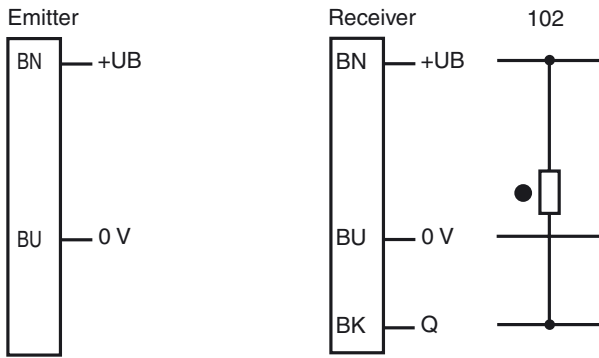 Emitter
BN +UB
BU 0 V
Receiver
BN +UB
BU 0 V
BK Q
102